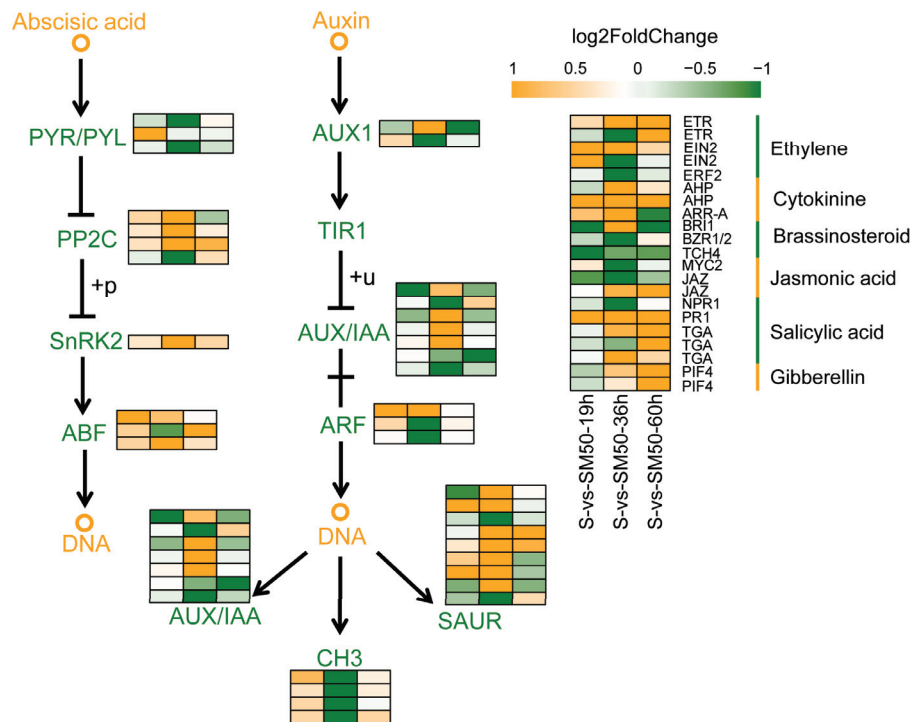 Abscisic acid
PYR/PYL
PP2C
+p
SnRK2
ABF
DNA
Auxin
AUX1
TIR1
+u
AUX/IAA
ARF
DNA
AUX/IAA
SAUR
CH3
log2FoldChange
1 0.5 0 −0.5 −1
ETR
ETR
EIN2
EIN2
ERF2
AHP
AHP
ARR-A
BRI1
BZR1/2
TCH4
MYC2
JAZ
JAZ
NPR1
PR1
TGA
TGA
TGA
PIF4
PIF4
Ethylene
Cytokinine
Brassinosteroid
Jasmonic acid
Salicylic acid
Gibberellin
S-vs-SM50-19h
S-vs-SM50-36h
S-vs-SM50-60h